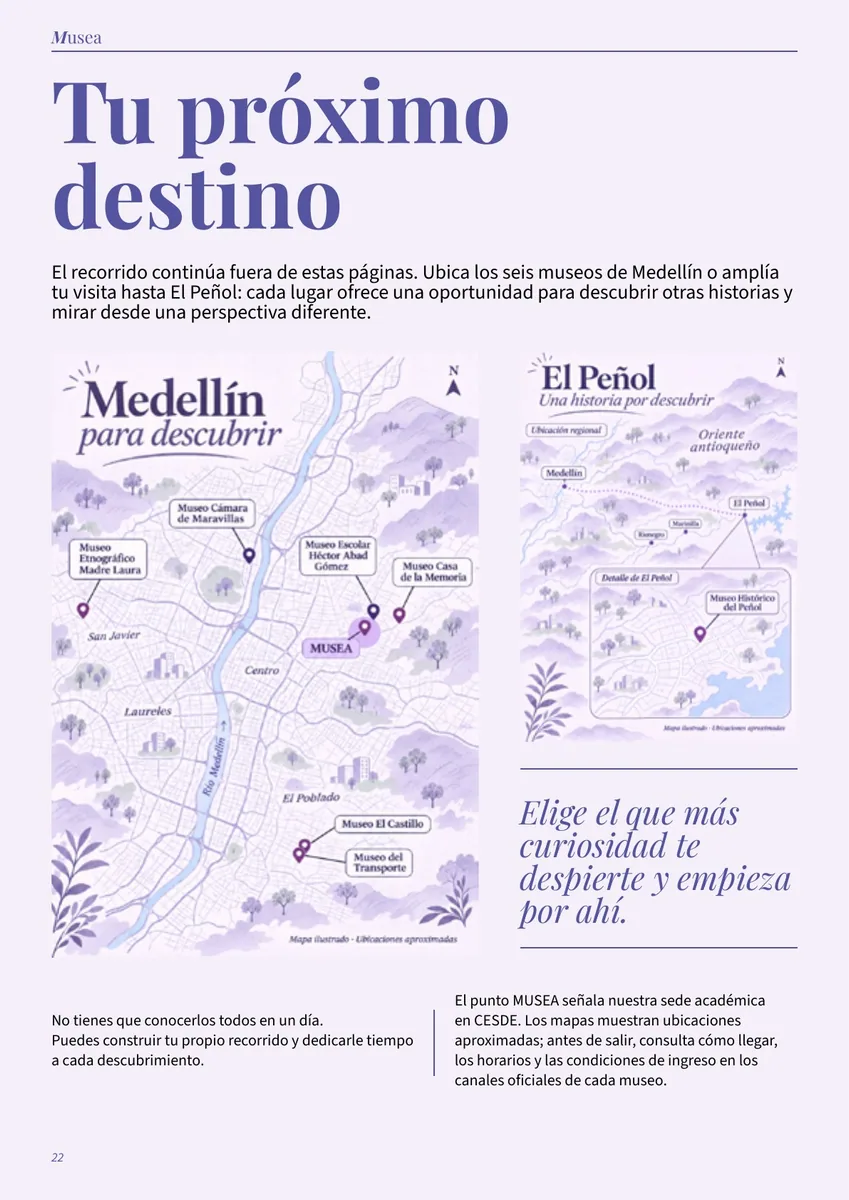 Musea
Tu próximo
destino
El recorrido continúa fuera de estas páginas. Ubica los seis museos de Medellín o amplía
tu visita hasta El Peñol: cada lugar ofrece una oportunidad para descubrir otras historias y
mirar desde una perspectiva diferente.
Medellín
para descubrir
N
Museo Cámara
de Maravillas
Museo
Etnográfico
Madre Laura
Museo Escolar
Héctor Abad
Gómez
Museo Casa
de la Memoria
MUSEA
San Javier
Centro
Laureles
Río Medellín →
El Poblado
Museo El Castillo
Museo del
Transporte
Mapa ilustrado · Ubicaciones aproximadas
El Peñol
Una historia por descubrir
N
Ubicación regional
Oriente
antioqueño
Medellín
El Peñol
Marinilla
Rionegro
Detalle de El Peñol
Museo Histórico
del Peñol
Mapa ilustrado · Ubicaciones aproximadas
Elige el que más
curiosidad te
despierte y empieza
por ahí.
No tienes que conocerlos todos en un día.
Puedes construir tu propio recorrido y dedicarle tiempo
a cada descubrimiento.
El punto MUSEA señala nuestra sede académica
en CESDE. Los mapas muestran ubicaciones
aproximadas; antes de salir, consulta cómo llegar,
los horarios y las condiciones de ingreso en los
canales oficiales de cada museo.
22